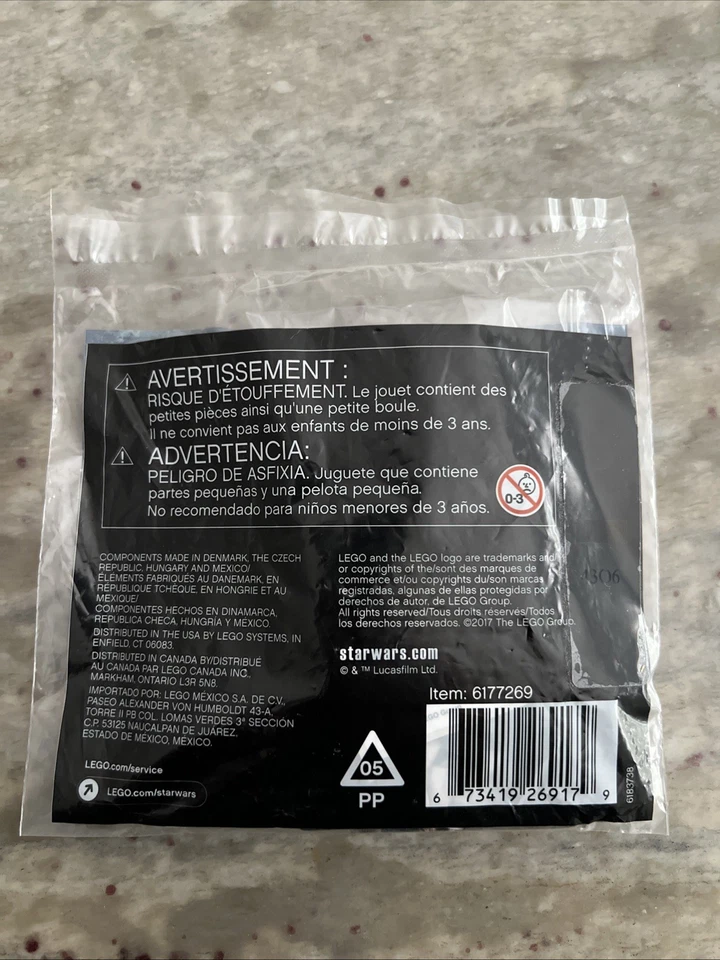 AVERTISSEMENT :
RISQUE D'ÉTOUFFEMENT. Le jouet contient des
petites pièces ainsi qu'une petite boule.
Il ne convient pas aux enfants de moins de 3 ans.
ADVERTENCIA:
PELIGRO DE ASFIXIA. Juguete que contiene
partes pequeñas y una pelota pequeña.
No recomendado para niños menores de 3 años.
0-3
COMPONENTS MADE IN DENMARK, THE CZECH
REPUBLIC, HUNGARY AND MEXICO/
ÉLÉMENTS FABRIQUÉS AU DANEMARK, EN
RÉPUBLIQUE TCHÈQUE, EN HONGRIE ET AU
MEXIQUE/
COMPONENTES HECHOS EN DINAMARCA,
REPUBLICA CHECA, HUNGRÍA Y MÉXICO.
DISTRIBUTED IN THE USA BY LEGO SYSTEMS, IN
ENFIELD, CT 06083.
DISTRIBUTED IN CANADA BY/DISTRIBUÉ
AU CANADA PAR LEGO CANADA INC.,
MARKHAM, ONTARIO L3R 5N8.
IMPORTADO POR: LEGO MÉXICO S.A. DE C.V.,
PASEO ALEXANDER VON HUMBOLDT 43-A,
TORRE II PB COL. LOMAS VERDES 3ª SECCIÓN
C.P. 53125 NAUCALPAN DE JUÁREZ,
ESTADO DE MÉXICO, MÉXICO.
LEGO.com/service
LEGO.com/starwars
LEGO and the LEGO logo are trademarks and/
or copyrights of the/sont des marques de
commerce et/ou copyrights du/son marcas
registradas, algunas de ellas protegidas por
derechos de autor, de LEGO Group.
All rights reserved/Tous droits réservés/Todos
los derechos reservados. ©2017 The LEGO Group.
starwars.com
© & ™ Lucasfilm Ltd.
Item: 6177269
05
PP
6 73419 26917 9
6183738